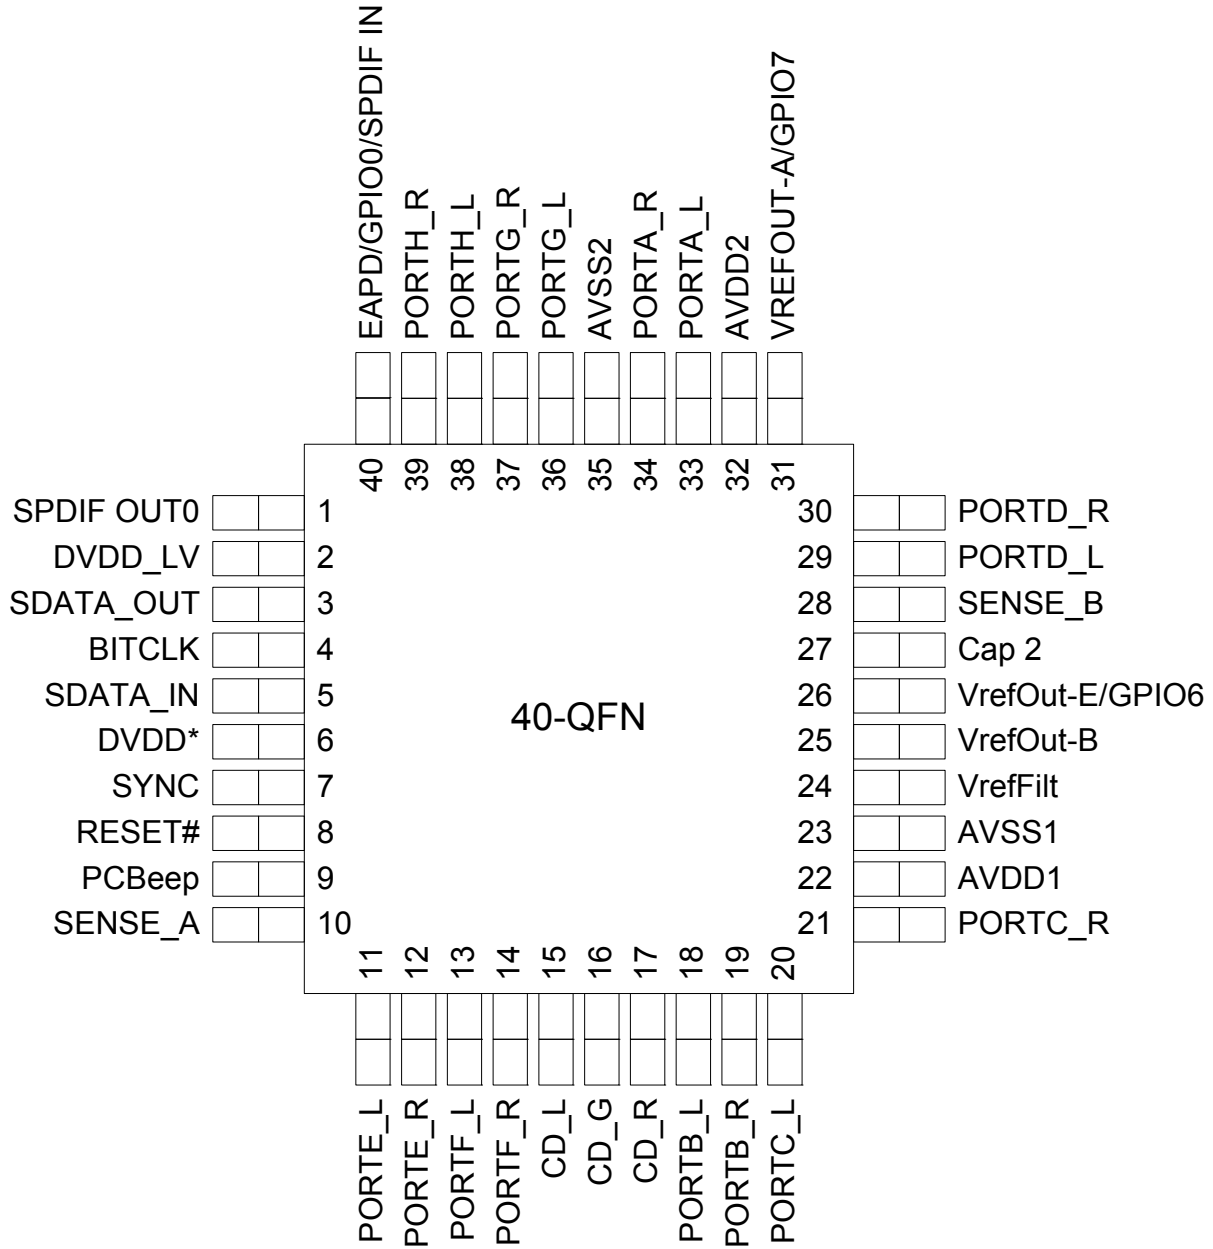 EAPD/GPIO0/SPDIF IN
PORTH_R
PORTH_L
PORTG_R
PORTG_L
AVSS2
PORTA_R
PORTA_L
AVDD2
VREFOUT-A/GPIO7
40
39
38
37
36
35
34
33
32
31
SPDIF OUT0 1
DVDD_LV 2
SDATA_OUT 3
BITCLK 4
SDATA_IN 5
DVDD* 6
SYNC 7
RESET# 8
PCBeep 9
SENSE_A 10
40-QFN
30 PORTD_R
29 PORTD_L
28 SENSE_B
27 Cap 2
26 VrefOut-E/GPIO6
25 VrefOut-B
24 VrefFilt
23 AVSS1
22 AVDD1
21 PORTC_R
11
12
13
14
15
16
17
18
19
20
PORTE_L
PORTE_R
PORTF_L
PORTF_R
CD_L
CD_G
CD_R
PORTB_L
PORTB_R
PORTC_L